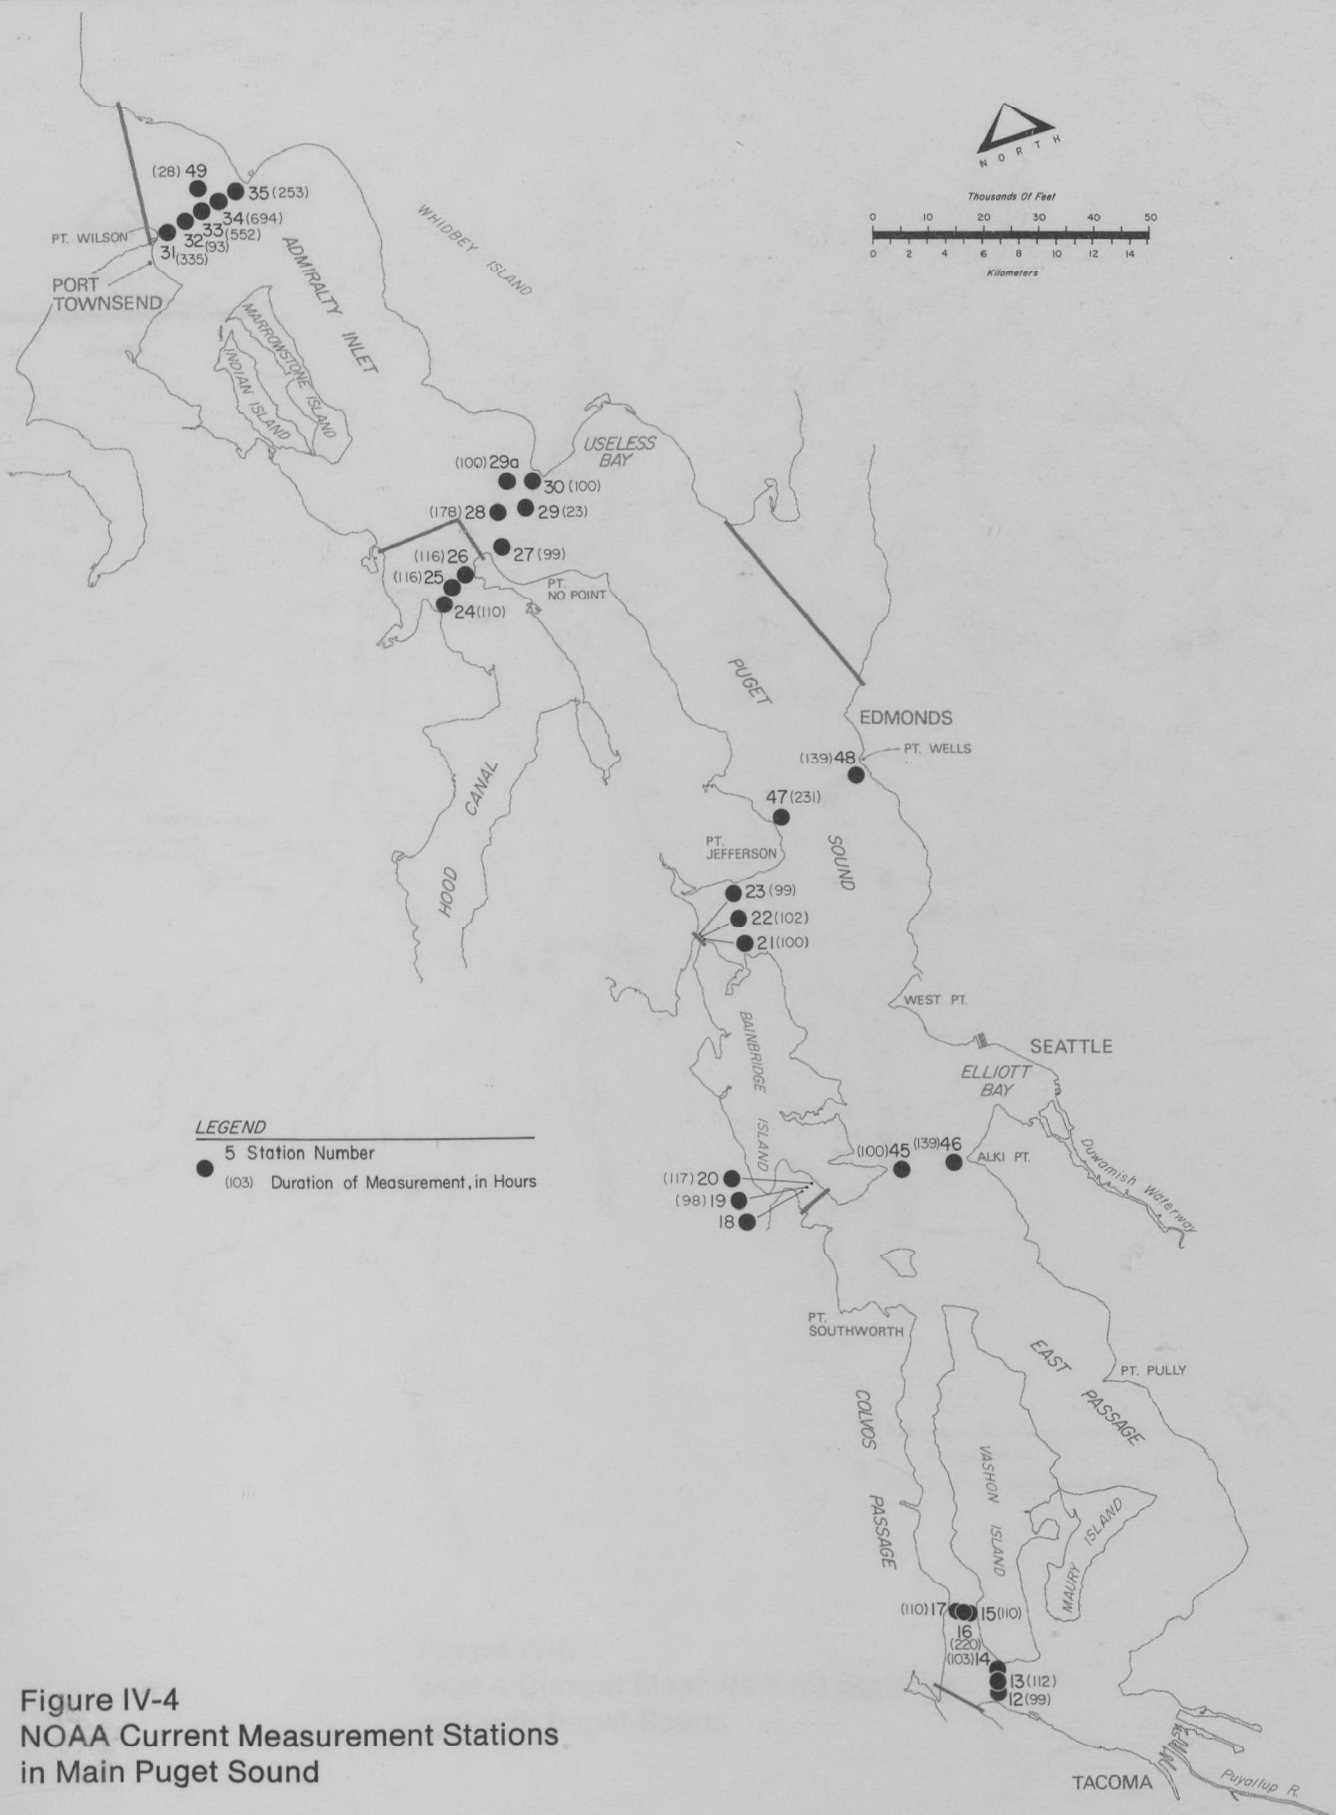 NORTH
Thousands Of Feet
0 10 20 30 40 50
0 2 4 6 8 10 12 14
Kilometers
(28) 49
35 (253)
34 (694)
33 (552)
32 (93)
31 (335)
PT. WILSON
PORT
TOWNSEND
WHIDBEY ISLAND
ADMIRALTY INLET
MARROWSTONE ISLAND
INDIAN ISLAND
USELESS
BAY
(100) 29a
30 (100)
(178) 28
29 (23)
27 (99)
(116) 26
(116) 25
24 (110)
PT.
NO POINT
PUGET
SOUND
EDMONDS
PT. WELLS
(139) 48
47 (231)
PT.
JEFFERSON
HOOD CANAL
23 (99)
22 (102)
21 (100)
WEST PT.
SEATTLE
ELLIOTT
BAY
BAINBRIDGE ISLAND
(100) 45
(139) 46
ALKI PT.
Duwamish Waterway
LEGEND
5 Station Number
(103) Duration of Measurement, in Hours
(117) 20
(98) 19
18
PT.
SOUTHWORTH
EAST PASSAGE
PT. PULLY
COLVOS PASSAGE
VASHON ISLAND
MAURY ISLAND
(110) 17
15 (110)
16
(220)
(103) 14
13 (112)
12 (99)
Figure IV-4
NOAA Current Measurement Stations
in Main Puget Sound
TACOMA
Puyallup R.